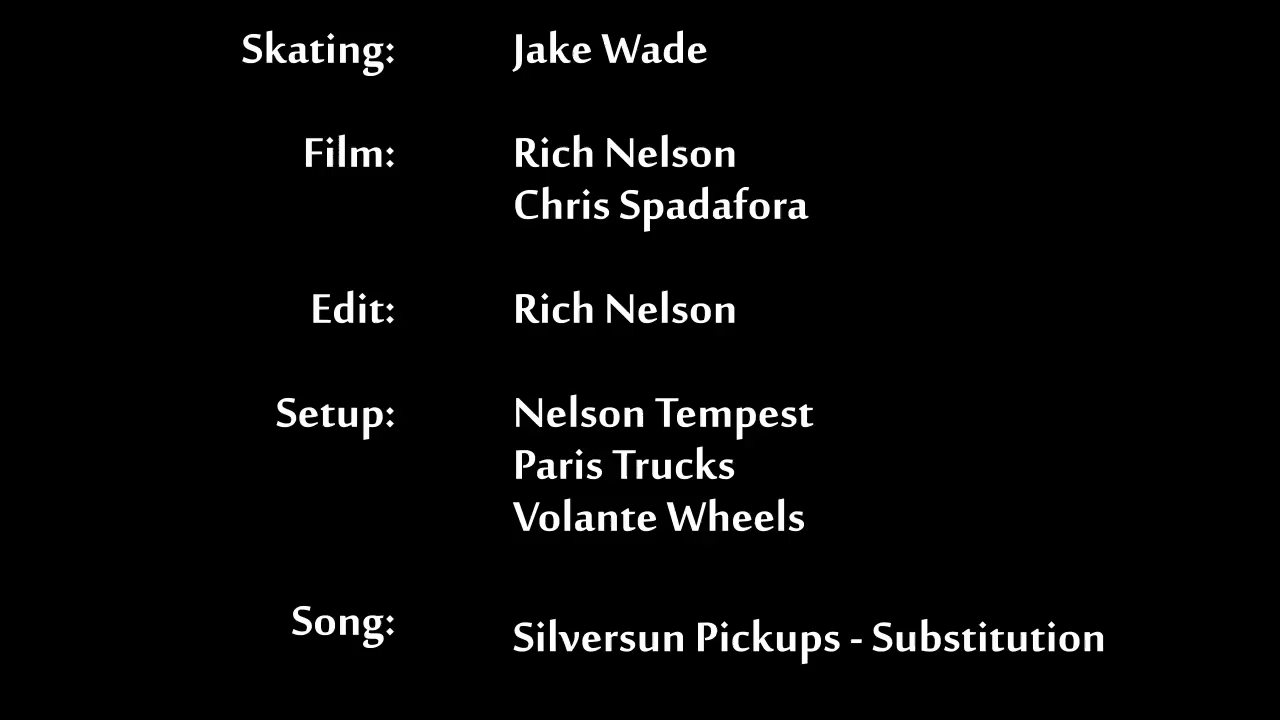 Skating: Jake Wade
Film: Rich Nelson
Chris Spadafora
Edit: Rich Nelson
Setup: Nelson Tempest
Paris Trucks
Volante Wheels
Song: Silversun Pickups - Substitution